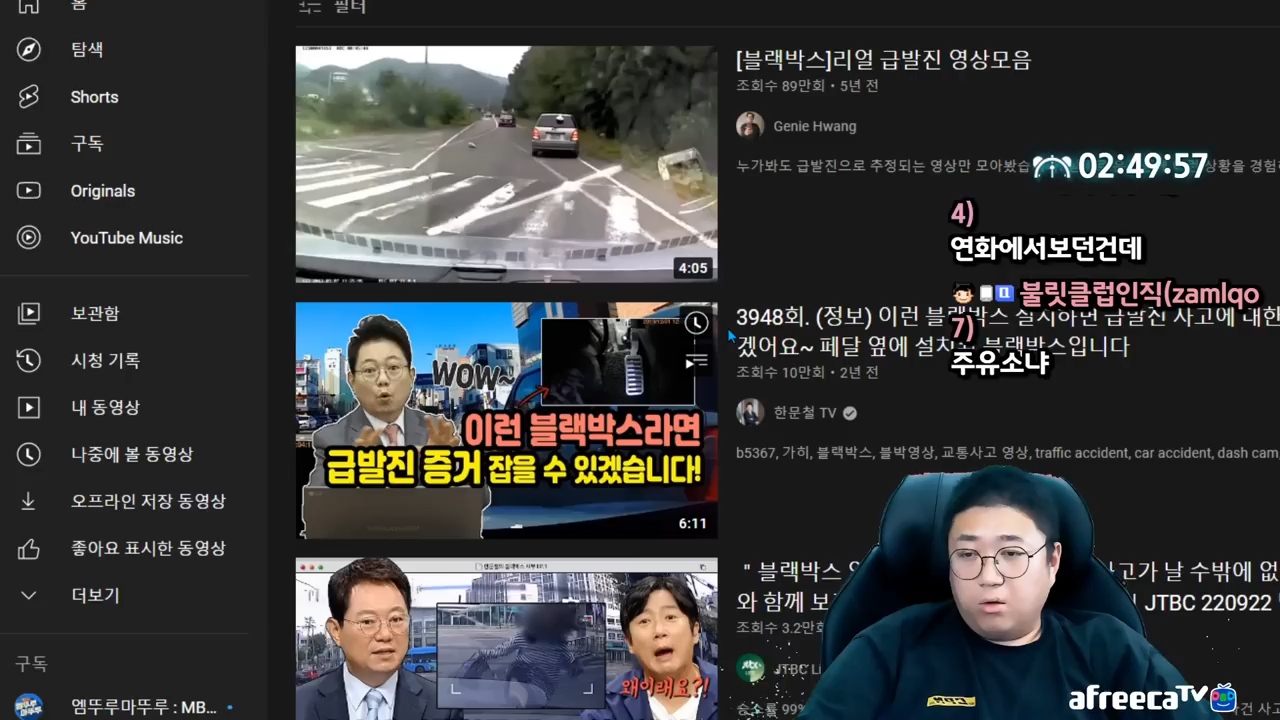 홈
탐색
Shorts
구독
Originals
YouTube Music
보관함
시청 기록
내 동영상
나중에 볼 동영상
오프라인 저장 동영상
좋아요 표시한 동영상
더보기
구독
엠뚜루마뚜루 : MB...
필터
4:05
[블랙박스]리얼 급발진 영상모음
조회수 89만회 • 5년 전
Genie Hwang
누가봐도 급발진으로 추정되는 영상만 모아봤습
상황을 경험
02:49:57
4)
연화에서보던건데
불릿클럽인직(zamlqo
7)
주유소냐
WOW~
이런 블랙박스라면
급발진 증거 잡을 수 있겠습니다!
6:11
3948회. (정보) 이런 블랙박스 설치하면 급발진 사고에 대한
겠어요~ 페달 옆에 설치 블랙박스입니다
조회수 10만회 • 2년 전
한문철 TV
b5367, 가히, 블랙박스, 블박영상, 교통사고 영상, traffic accident, car accident, dash cam,
왜이래요?!
" 블랙박스
사고가 날 수밖에 없
와 함께 보
JTBC 220922
조회수 3.2만회
JTBC Li
승소율 99%
afreecaTV